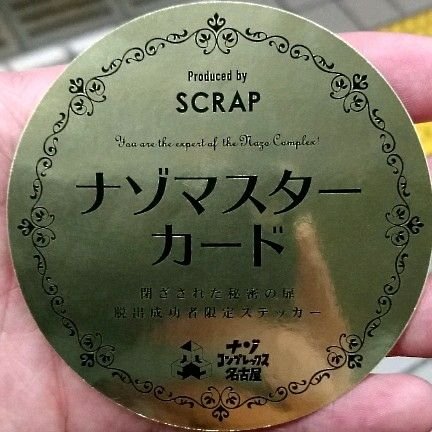 Produced by
SCRAP
You are the expert of the Nazo Complex!
ナゾマスター
カード
閉ざされた秘密の扉
脱出成功者限定ステッカー
ナゾ
コンプレックス
名古屋